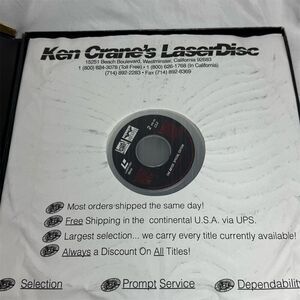 Ken Crane's LaserDisc
15251 Beach Boulevard, Westminster, California 92683
1 (800) 624-3078 (Toll Free) • 1 (800) 626-1768 (In California)
(714) 892-2283 • Fax (714) 892-8369
Most orders shipped the same day!
Free Shipping in the continental U.S.A. via UPS.
Largest selection... we carry every title currently available!
Always a Discount On All Titles!
Selection
Prompt Service
Dependability